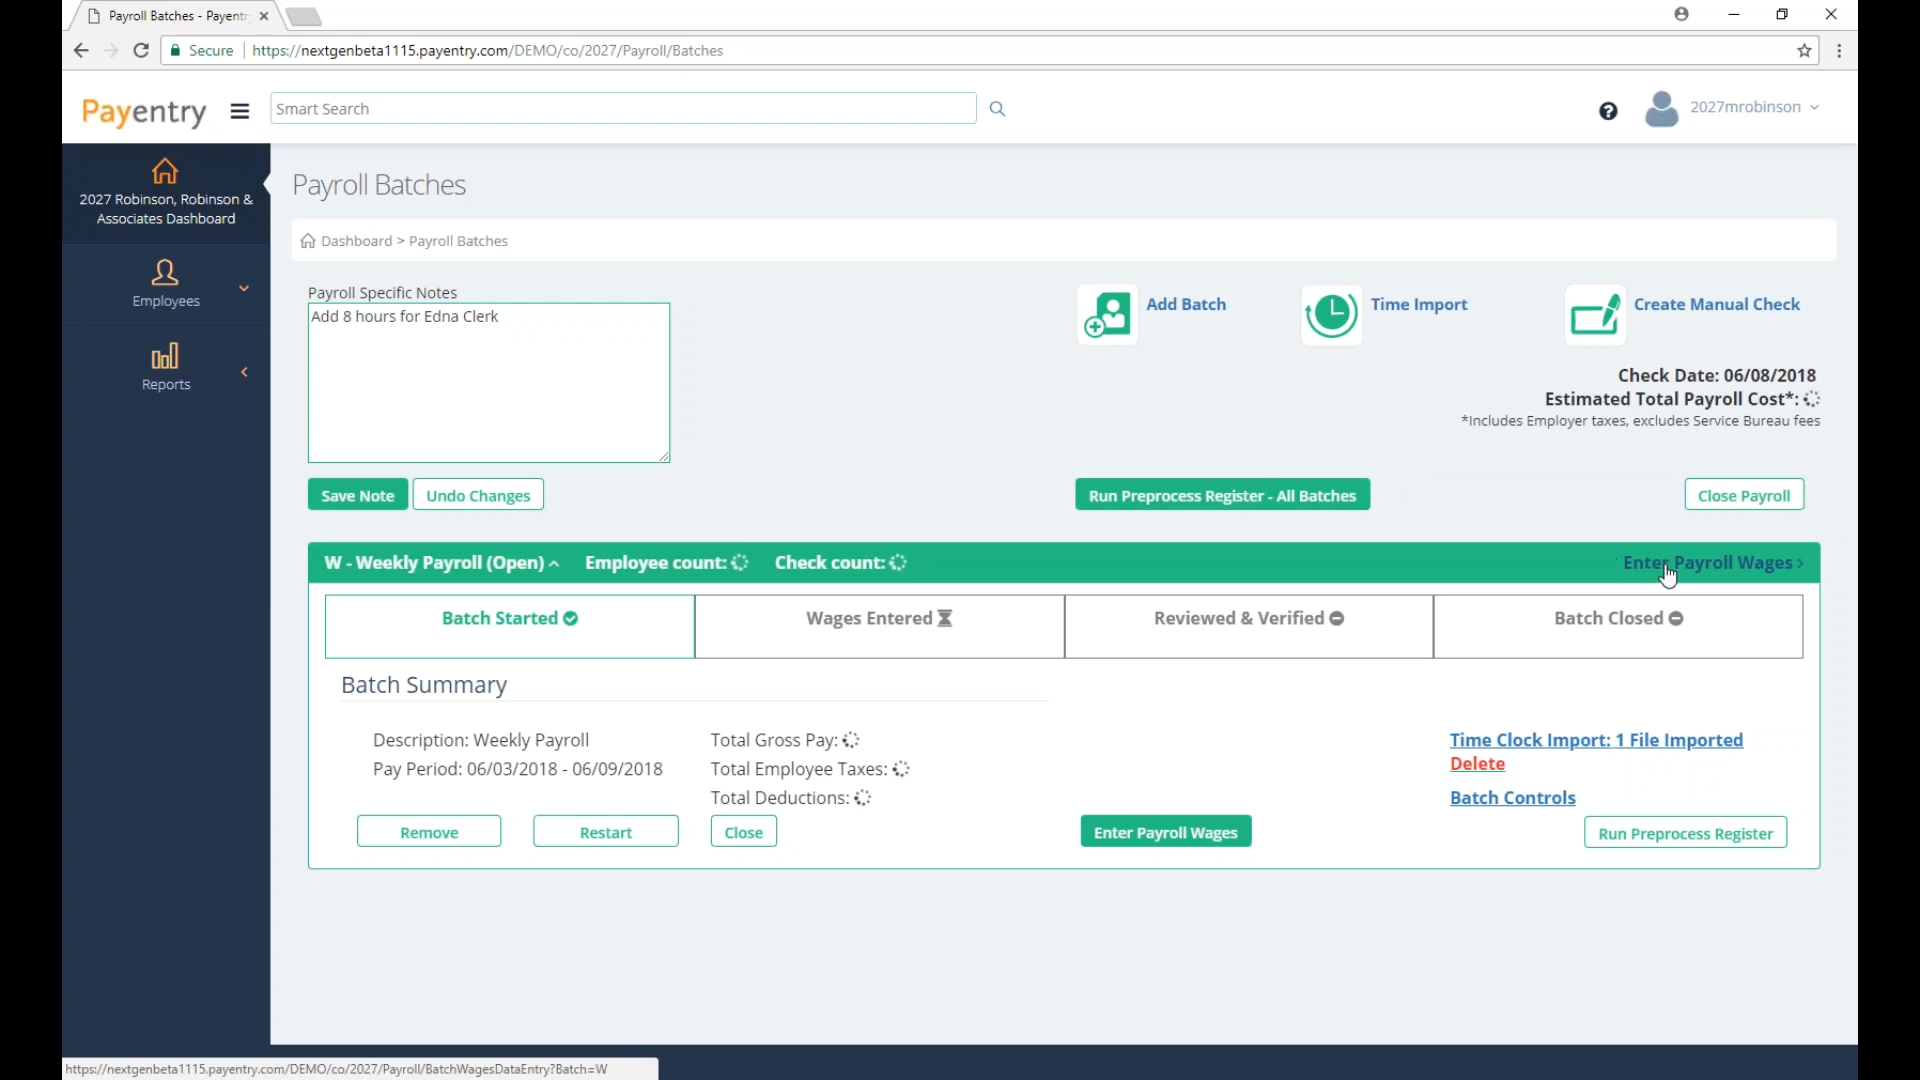 Payroll Batches - Payentr
Secure
https://nextgenbeta1115.payentry.com/DEMO/co/2027/Payroll/Batches
Payentry
Smart Search
2027mrobinson
2027 Robinson, Robinson &
Associates Dashboard
Employees
Reports
Payroll Batches
Dashboard > Payroll Batches
Payroll Specific Notes
Add 8 hours for Edna Clerk
Add Batch
Time Import
Create Manual Check
Check Date: 06/08/2018
Estimated Total Payroll Cost*:
*Includes Employer taxes, excludes Service Bureau fees
Save Note
Undo Changes
Run Preprocess Register - All Batches
Close Payroll
W - Weekly Payroll (Open)
Employee count:
Check count:
Enter Payroll Wages
Batch Started
Wages Entered
Reviewed & Verified
Batch Closed
Batch Summary
Description: Weekly Payroll
Pay Period: 06/03/2018 - 06/09/2018
Total Gross Pay:
Total Employee Taxes:
Total Deductions:
Time Clock Import: 1 File Imported
Delete
Batch Controls
Remove
Restart
Close
Enter Payroll Wages
Run Preprocess Register
https://nextgenbeta1115.payentry.com/DEMO/co/2027/Payroll/BatchWagesDataEntry?Batch=W